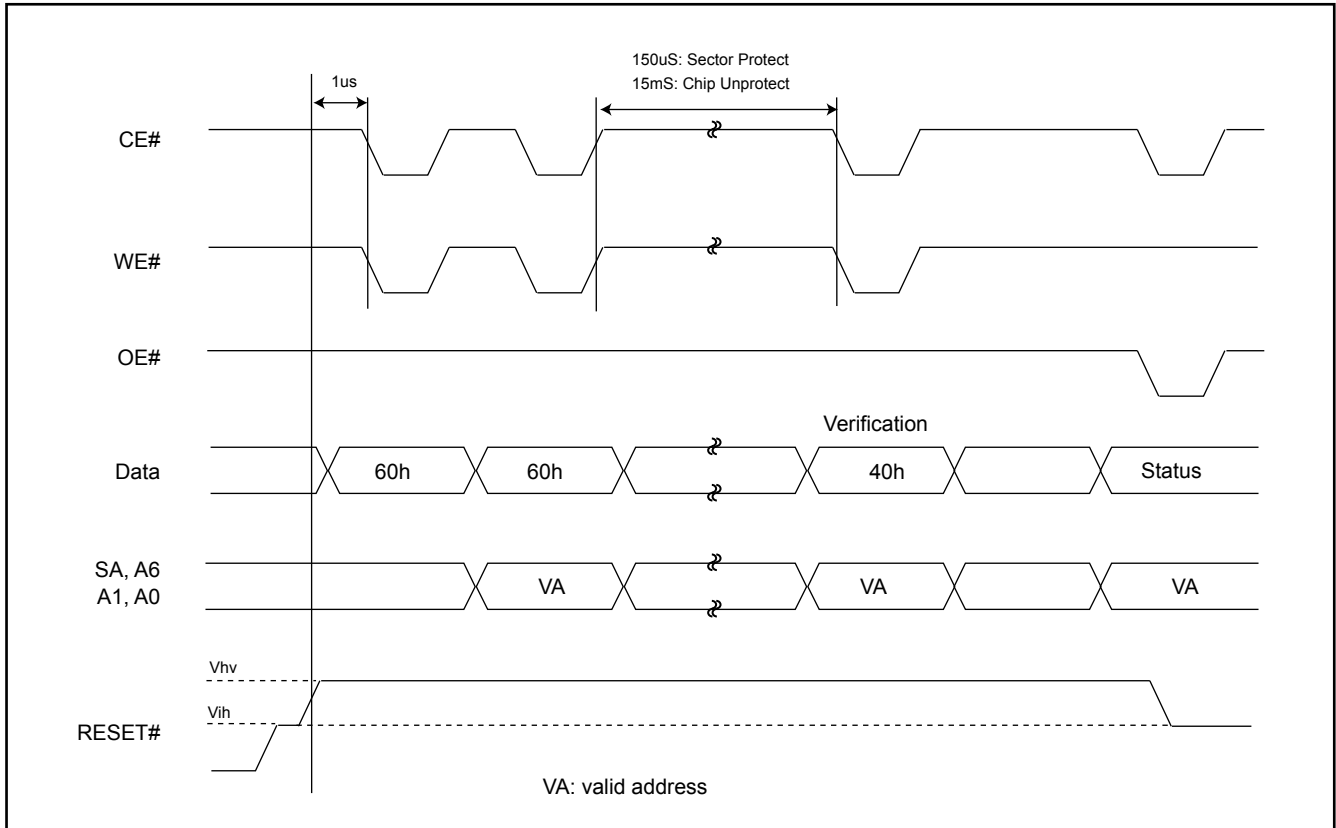 150uS: Sector Protect
15mS: Chip Unprotect
1us
CE#
WE#
OE#
Verification
Data
60h
60h
40h
Status
SA, A6
A1, A0
VA
VA
VA
Vhv
Vih
RESET#
VA: valid address